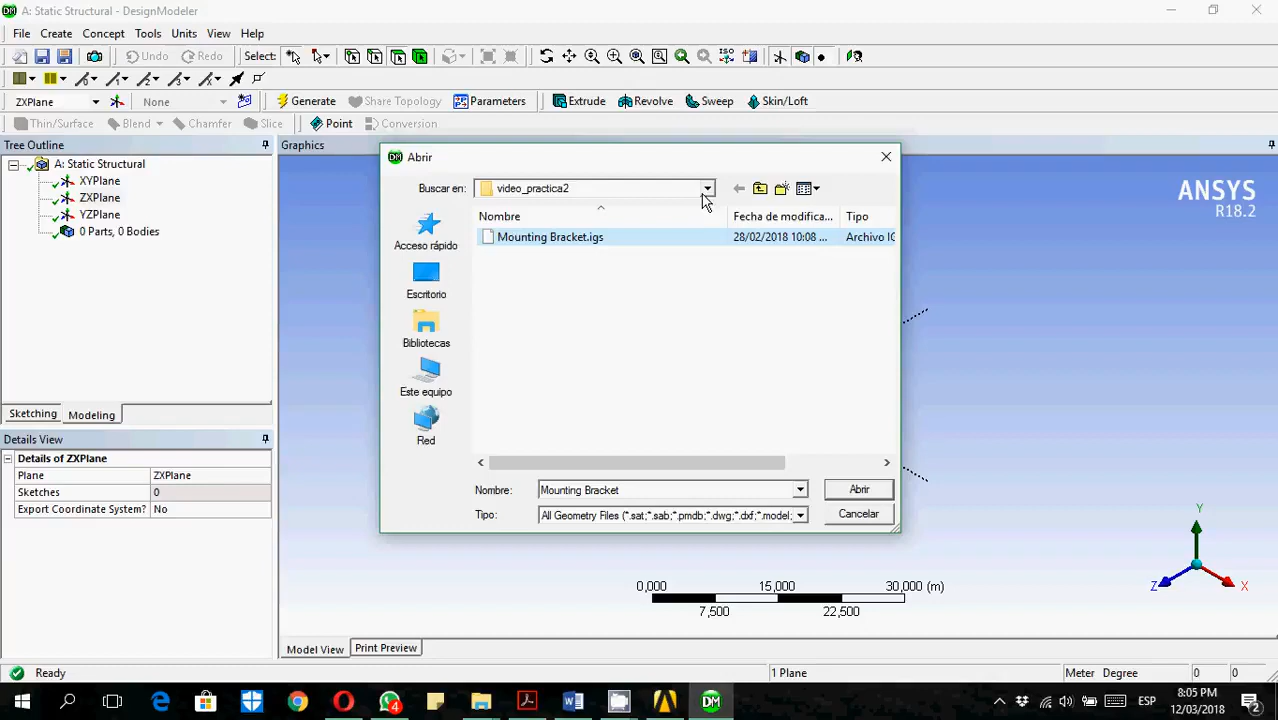 A: Static Structural - DesignModeler
File Create Concept Tools Units View Help
Undo Redo Select: ISO
ZXPlane None Generate Share Topology Parameters Extrude Revolve Sweep Skin/Loft
Thin/Surface Blend Chamfer Slice Point Conversion
Tree Outline
Graphics
A: Static Structural
XYPlane
ZXPlane
YZPlane
0 Parts, 0 Bodies
Sketching Modeling
Details View
Details of ZXPlane
Plane ZXPlane
Sketches 0
Export Coordinate System? No
DM Abrir
Buscar en: video_practica2
Nombre Fecha de modifica... Tipo
Mounting Bracket.igs 28/02/2018 10:08 ... Archivo IG
Acceso rápido
Escritorio
Bibliotecas
Este equipo
Red
Nombre: Mounting Bracket Abrir
Tipo: All Geometry Files (*.sat;*.sab;*.pmdb;*.dwg;*.dxf;*.model; Cancelar
ANSYS
R18.2
Y
Z X
0,000 15,000 30,000 (m)
7,500 22,500
Model View Print Preview
Ready 1 Plane Meter Degree 0 0
4 DM ESP 8:05 PM
12/03/2018 2